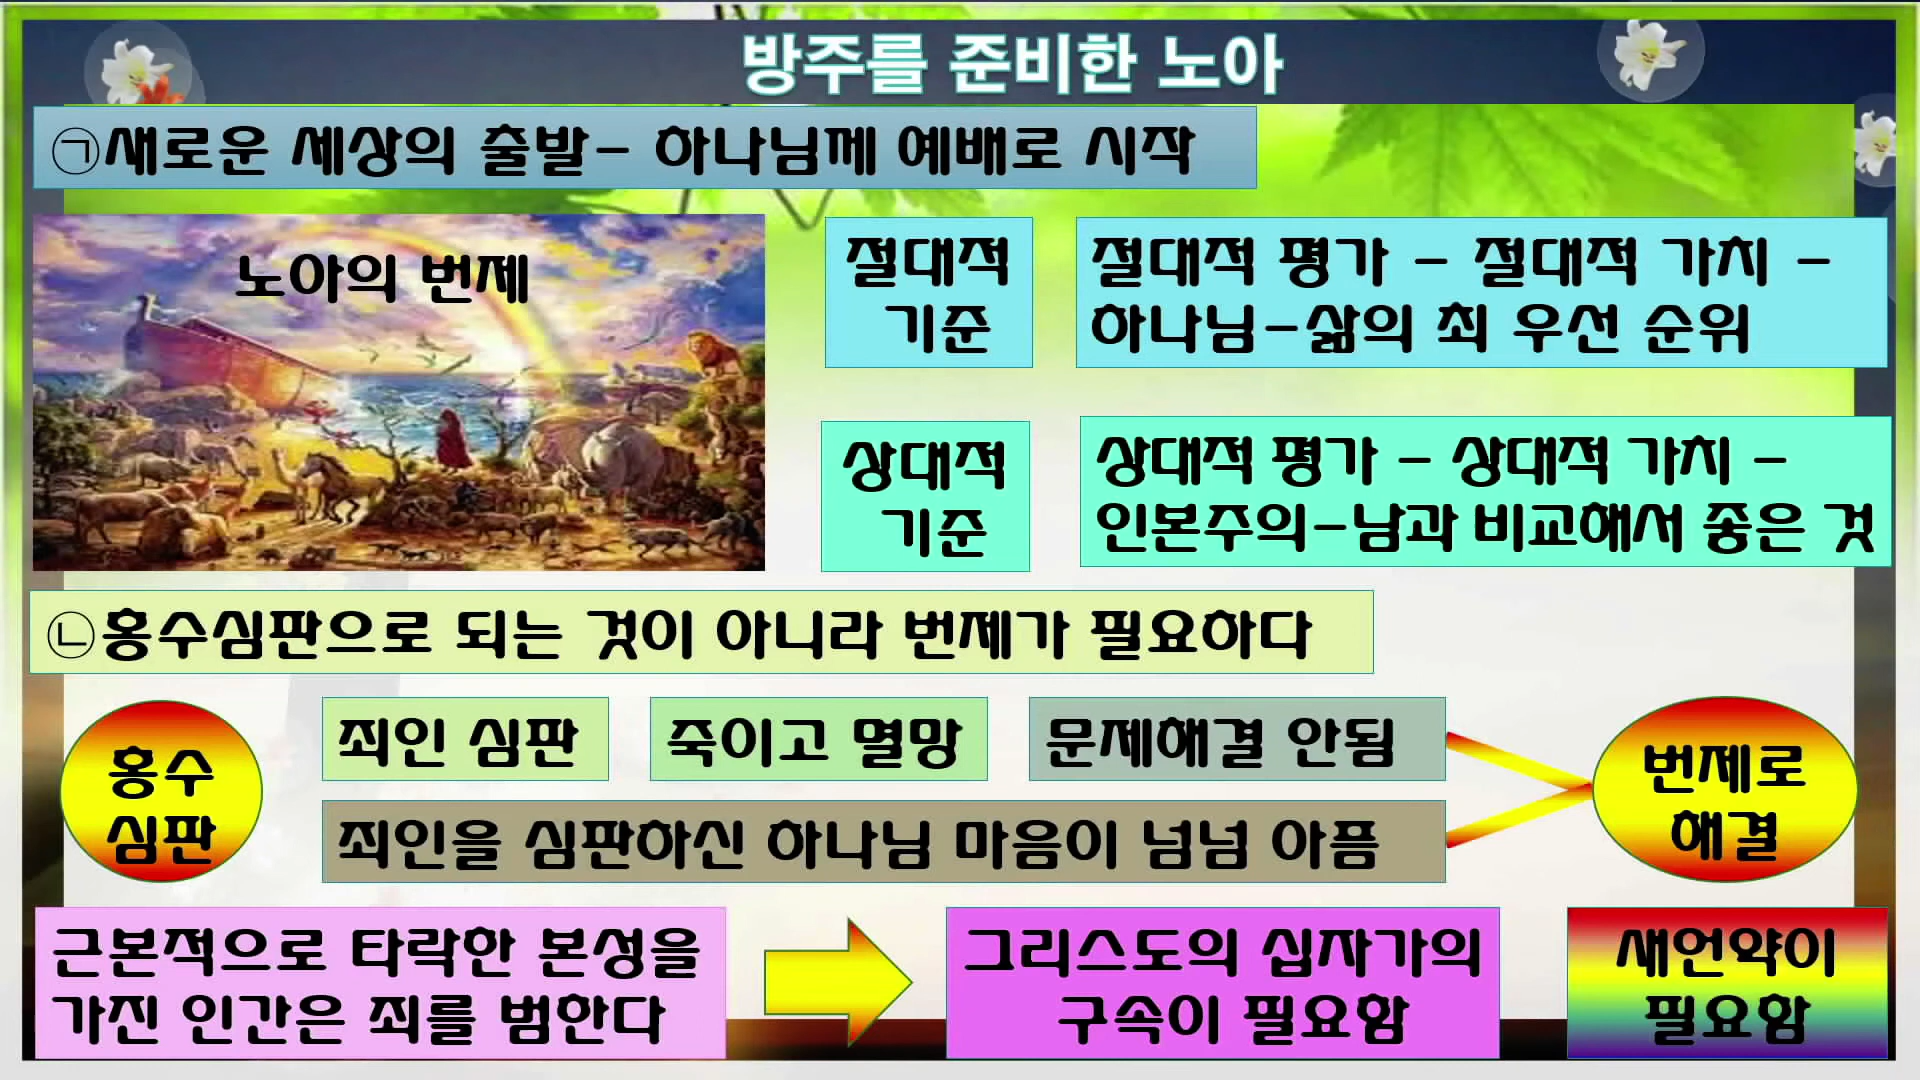 방주를 준비한 노아
㉠새로운 세상의 출발- 하나님께 예배로 시작
노아의 번제
절대적
기준
절대적 평가 - 절대적 가치 -
하나님-삶의 최 우선 순위
상대적
기준
상대적 평가 - 상대적 가치 -
인본주의-남과 비교해서 좋은 것
㉡홍수심판으로 되는 것이 아니라 번제가 필요하다
홍수
심판
죄인 심판
죽이고 멸망
문제해결 안됨
죄인을 심판하신 하나님 마음이 넘넘 아픔
번제로
해결
근본적으로 타락한 본성을
가진 인간은 죄를 범한다
그리스도의 십자가의
구속이 필요함
새언약이
필요함